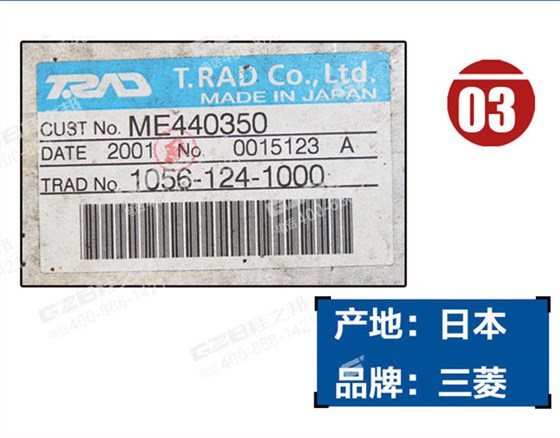 T.RAD
T.RAD Co., Ltd.
MADE IN JAPAN
CUST No. ME440350
DATE 2001 No. 0015123 A
TRAD No. 1056-124-1000
03
产地：日本
品牌：三菱